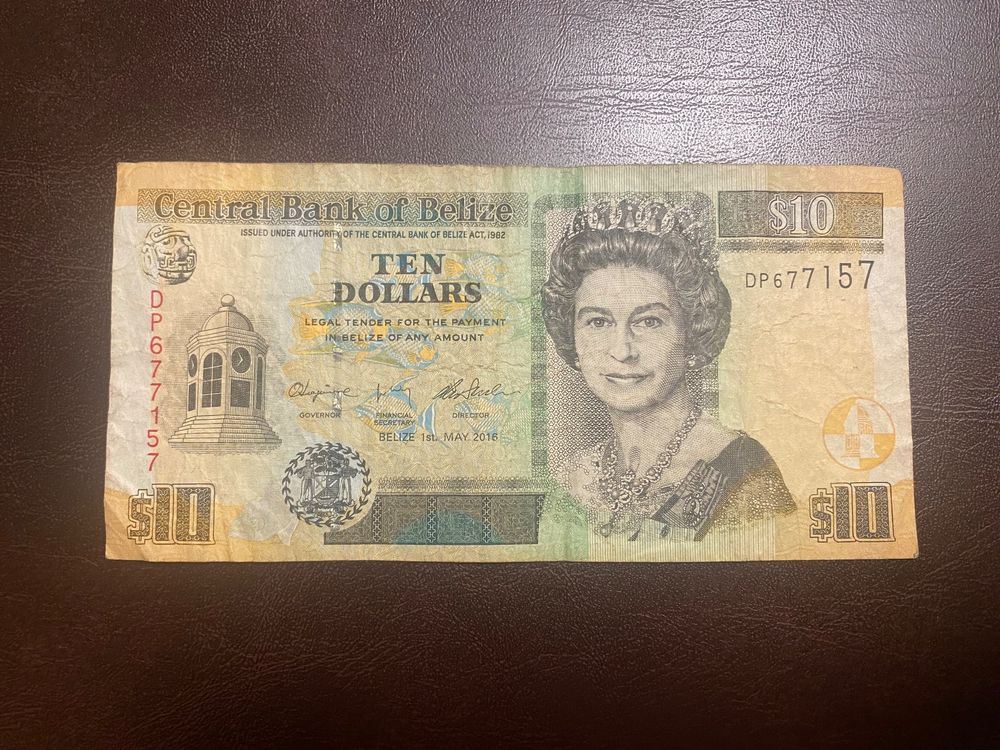 Central Bank of Belize
$10
ISSUED UNDER AUTHORITY OF THE CENTRAL BANK OF BELIZE ACT, 1982
TEN
DOLLARS
DP677157
LEGAL TENDER FOR THE PAYMENT
IN BELIZE OF ANY AMOUNT
DP677157
GOVERNOR
FINANCIAL
SECRETARY
DIRECTOR
BELIZE 1st. MAY 2016
$10
$10